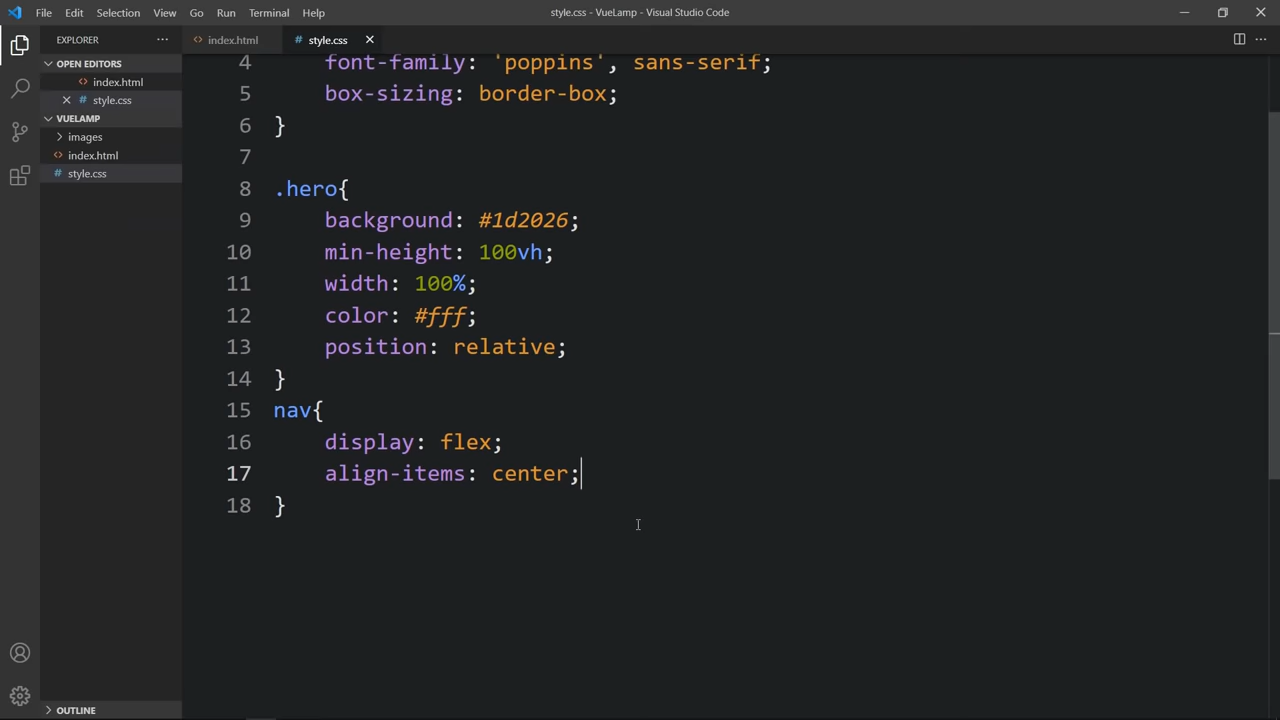 File Edit Selection View Go Run Terminal Help
style.css - VueLamp - Visual Studio Code
EXPLORER
OPEN EDITORS
index.html
style.css
VUELAMP
images
index.html
style.css
OUTLINE
index.html style.css
4 font-family: 'poppins', sans-serif;
5 box-sizing: border-box;
6 }
7
8 .hero{
9 background: #1d2026;
10 min-height: 100vh;
11 width: 100%;
12 color: #fff;
13 position: relative;
14 }
15 nav{
16 display: flex;
17 align-items: center;
18 }